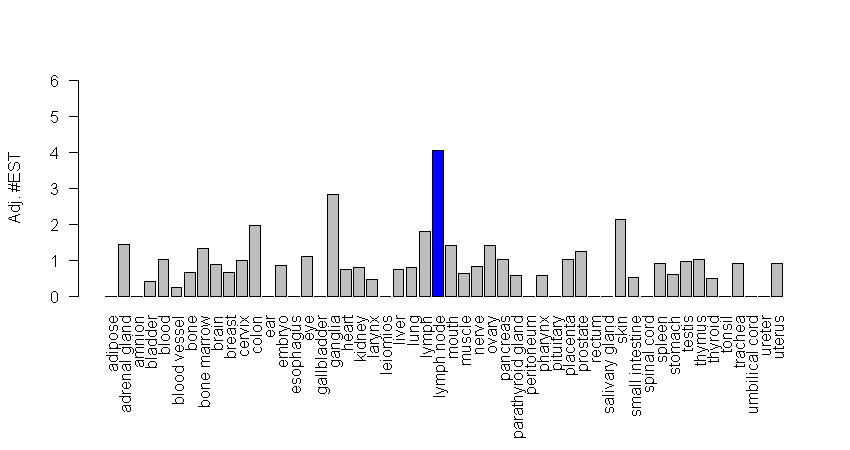 Adj. #EST
6
5
4
3
2
1
0
adipose
adrenal gland
amnion
bladder
blood
blood vessel
bone
bone marrow
brain
breast
cervix
colon
ear
embryo
esophagus
eye
gallbladder
ganglia
heart
kidney
larynx
leiomios
liver
lung
lymph
lymph node
mouth
muscle
nerve
ovary
pancreas
parathyroid gland
peritoneum
pharynx
pituitary
placenta
prostate
rectum
salivary gland
skin
small intestine
spinal cord
spleen
stomach
testis
thymus
thyroid
tonsil
trachea
umbilical cord
ureter
uterus